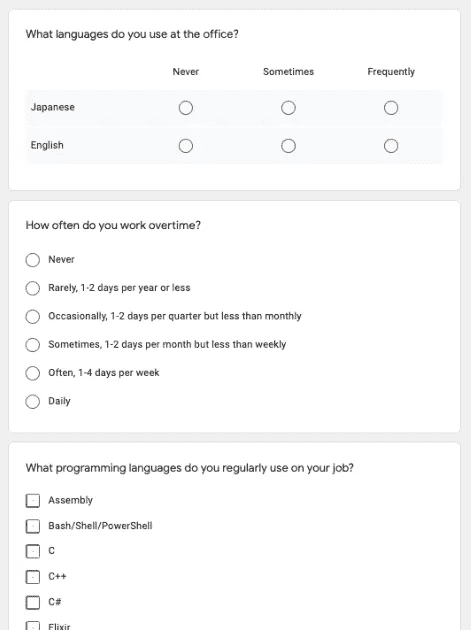 What languages do you use at the office?
Never Sometimes Frequently
Japanese
English
How often do you work overtime?
Never
Rarely, 1-2 days per year or less
Occasionally, 1-2 days per quarter but less than monthly
Sometimes, 1-2 days per month but less than weekly
Often, 1-4 days per week
Daily
What programming languages do you regularly use on your job?
Assembly
Bash/Shell/PowerShell
C
C++
C#
Elixir